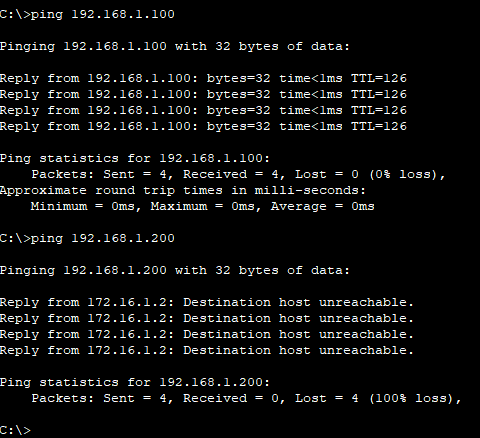 C:\>ping 192.168.1.100
Pinging 192.168.1.100 with 32 bytes of data:
Reply from 192.168.1.100: bytes=32 time<1ms TTL=126
Reply from 192.168.1.100: bytes=32 time<1ms TTL=126
Reply from 192.168.1.100: bytes=32 time<1ms TTL=126
Reply from 192.168.1.100: bytes=32 time<1ms TTL=126
Ping statistics for 192.168.1.100:
    Packets: Sent = 4, Received = 4, Lost = 0 (0% loss),
Approximate round trip times in milli-seconds:
    Minimum = 0ms, Maximum = 0ms, Average = 0ms
C:\>ping 192.168.1.200
Pinging 192.168.1.200 with 32 bytes of data:
Reply from 172.16.1.2: Destination host unreachable.
Reply from 172.16.1.2: Destination host unreachable.
Reply from 172.16.1.2: Destination host unreachable.
Reply from 172.16.1.2: Destination host unreachable.
Ping statistics for 192.168.1.200:
    Packets: Sent = 4, Received = 0, Lost = 4 (100% loss),
C:\>